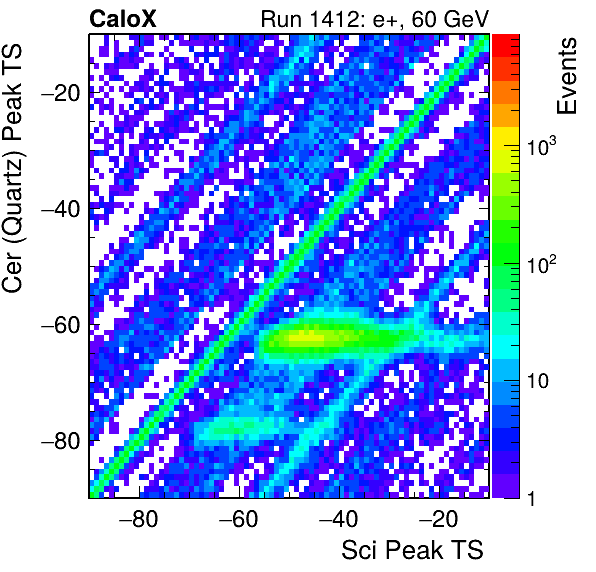 CaloX Run 1412: e+, 60 GeV
Cer (Quartz) Peak TS
−20
−40
−60
−80
−80 −60 −40 −20
Sci Peak TS
Events
10³
10²
10
1